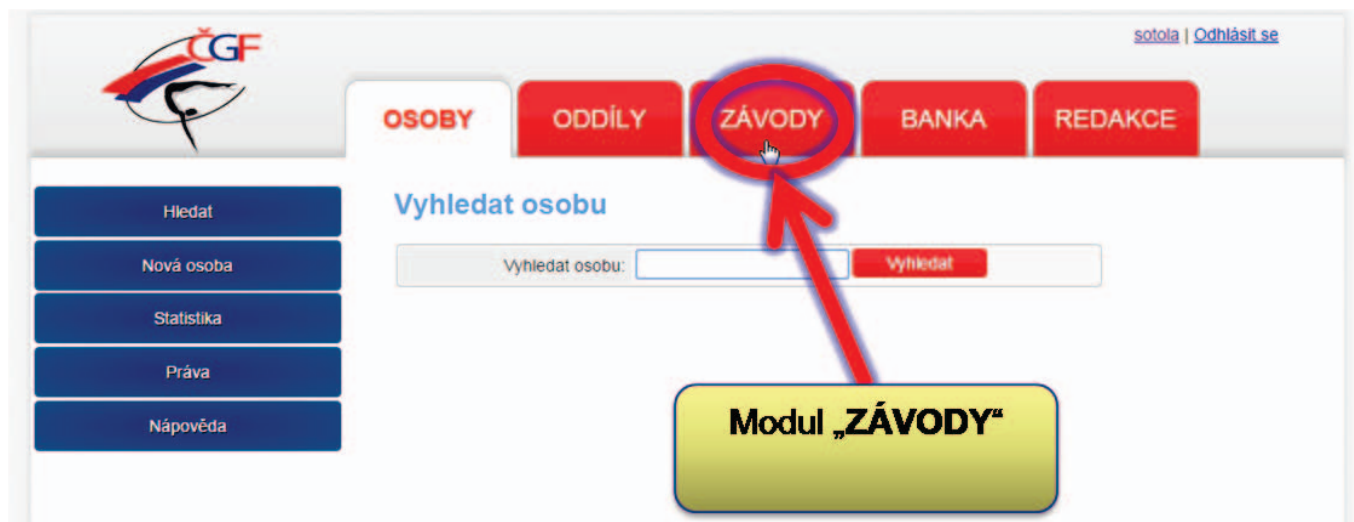 ČGF
sotola | Odhlásit se
OSOBY ODDÍLY ZÁVODY BANKA REDAKCE
Hledat
Nová osoba
Statistika
Práva
Nápověda
Vyhledat osobu
Vyhledat osobu: Vyhledat
Modul „ZÁVODY“